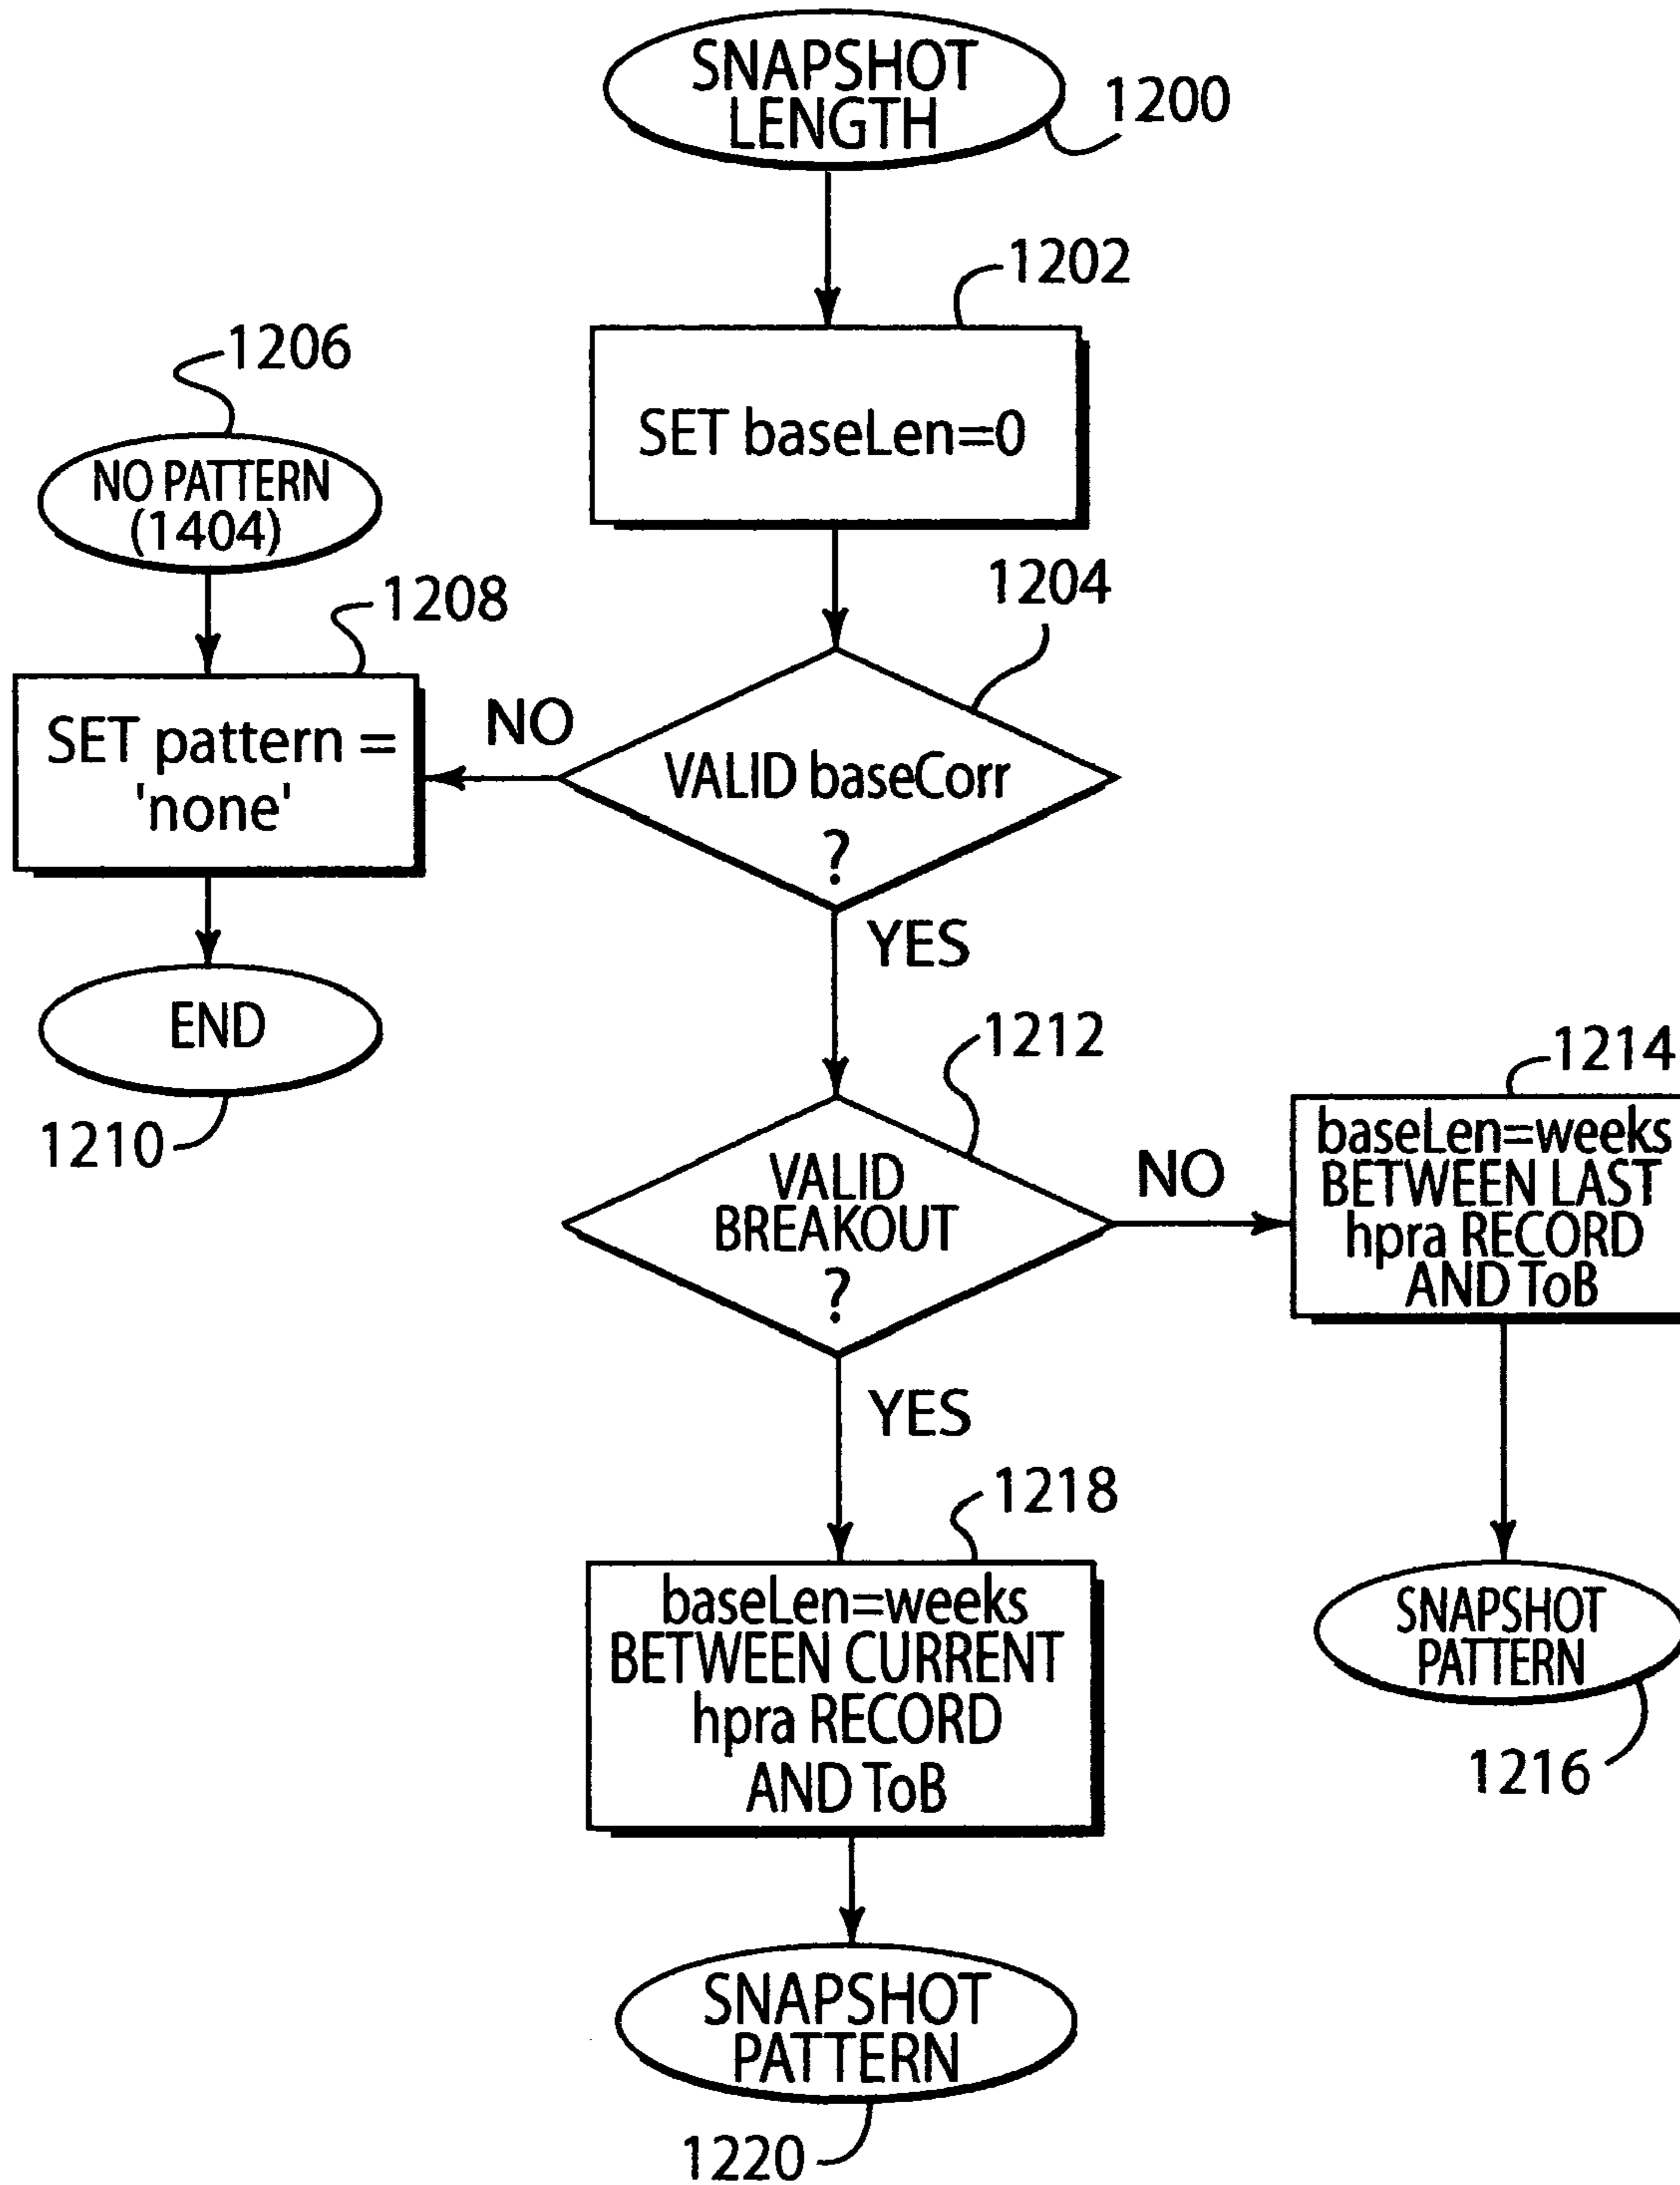 SNAPSHOT
LENGTH
1200
1202
SET baseLen=0
1206
NO PATTERN
(1404)
1208
SET pattern =
'none'
END
1210
1204
NO
VALID baseCorr
?
YES
1212
VALID
BREAKOUT
?
NO
1214
baseLen=weeks
BETWEEN LAST
hpra RECORD
AND ToB
SNAPSHOT
PATTERN
1216
YES
1218
baseLen=weeks
BETWEEN CURRENT
hpra RECORD
AND ToB
SNAPSHOT
PATTERN
1220